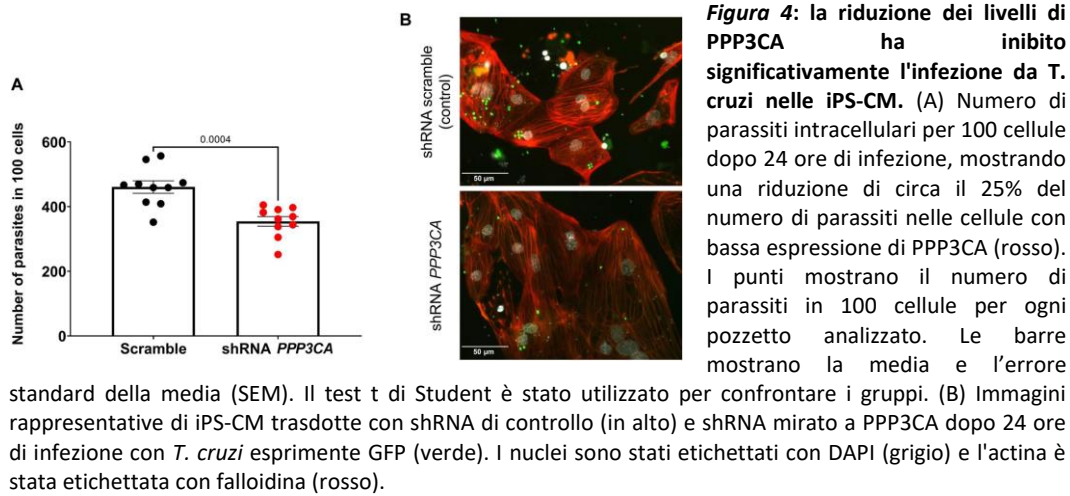 A
Number of parasites in 100 cells
600
400
200
0
0.0004
Scramble
shRNA PPP3CA
B
shRNA scramble
(control)
50 µm
shRNA PPP3CA
50 µm
Figura 4: la riduzione dei livelli di
PPP3CA ha inibito
significativamente l'infezione da T.
cruzi nelle iPS-CM. (A) Numero di
parassiti intracellulari per 100 cellule
dopo 24 ore di infezione, mostrando
una riduzione di circa il 25% del
numero di parassiti nelle cellule con
bassa espressione di PPP3CA (rosso).
I punti mostrano il numero di
parassiti in 100 cellule per ogni
pozzetto analizzato. Le barre
mostrano la media e l’errore
standard della media (SEM). Il test t di Student è stato utilizzato per confrontare i gruppi. (B) Immagini
rappresentative di iPS-CM trasdotte con shRNA di controllo (in alto) e shRNA mirato a PPP3CA dopo 24 ore
di infezione con T. cruzi esprimente GFP (verde). I nuclei sono stati etichettati con DAPI (grigio) e l'actina è
stata etichettata con falloidina (rosso).